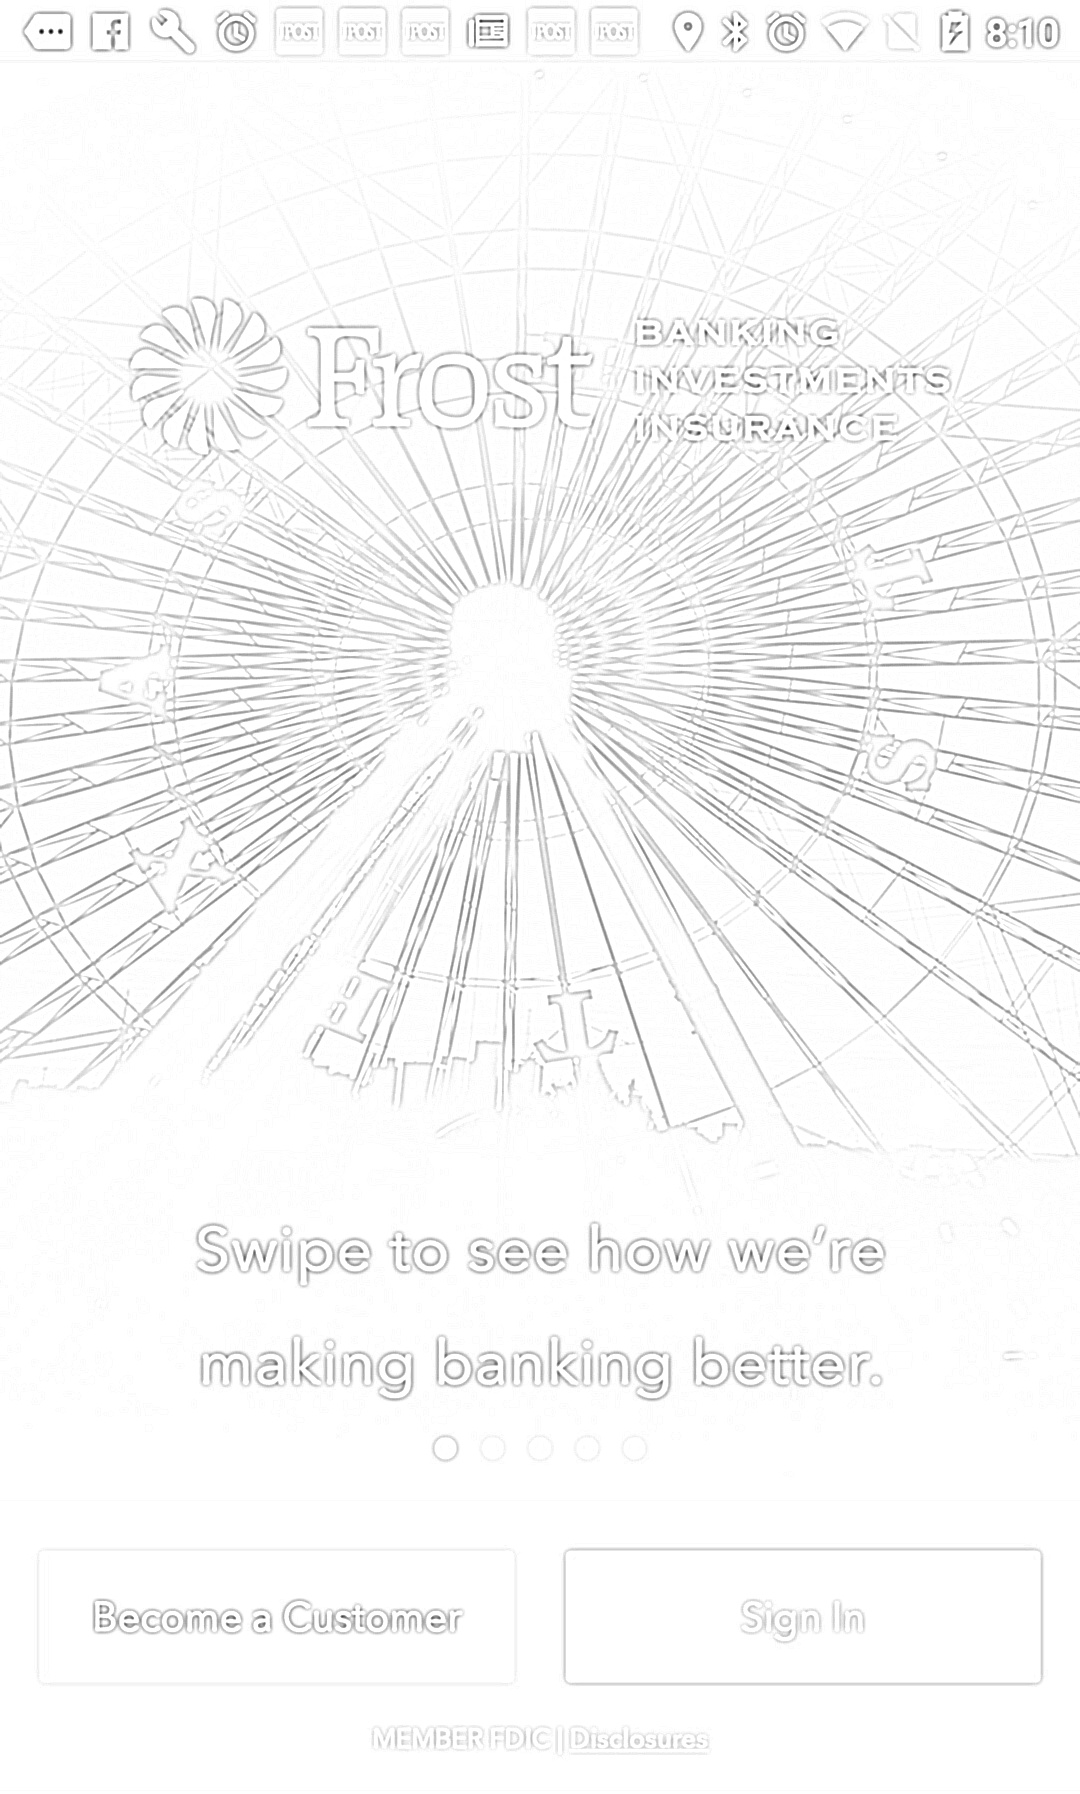 8:10
Frost
BANKING
INVESTMENTS
INSURANCE
S
T
A
S
X
E
T
Swipe to see how we’re
making banking better.
Become a Customer
Sign In
MEMBER FDIC | Disclosures